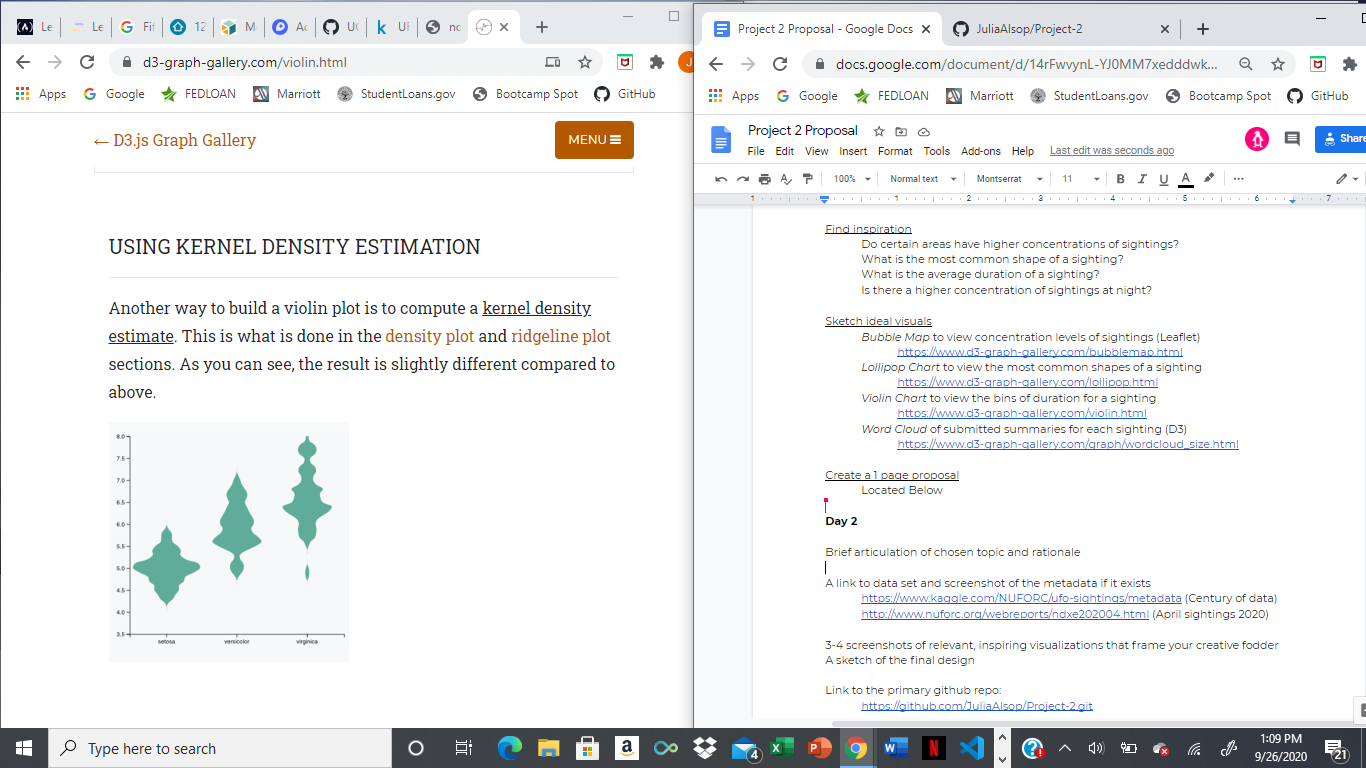 Le
Le
Fif
12
M
Ac
UC
UF
nc
d3-graph-gallery.com/violin.html
Apps
Google
FEDLOAN
Marriott
StudentLoans.gov
Bootcamp Spot
GitHub
← D3.js Graph Gallery
MENU
USING KERNEL DENSITY ESTIMATION
Another way to build a violin plot is to compute a kernel density
estimate. This is what is done in the density plot and ridgeline plot
sections. As you can see, the result is slightly different compared to
above.
8.0
7.5
7.0
6.5
6.0
5.5
5.0
4.5
4.0
3.5
setosa
versicolor
virginica
Project 2 Proposal - Google Docs
JuliaAlsop/Project-2
docs.google.com/document/d/14rFwvynL-YJ0MM7xedddwk...
Apps
Google
FEDLOAN
Marriott
StudentLoans.gov
Bootcamp Spot
GitHub
Project 2 Proposal
File Edit View Insert Format Tools Add-ons Help Last edit was seconds ago
Share
100% Normal text Montserrat 11 B I U A
1 1 2 3 4 5 6 7
Find inspiration
Do certain areas have higher concentrations of sightings?
What is the most common shape of a sighting?
What is the average duration of a sighting?
Is there a higher concentration of sightings at night?
Sketch ideal visuals
Bubble Map to view concentration levels of sightings (Leaflet)
https://www.d3-graph-gallery.com/bubblemap.html
Lollipop Chart to view the most common shapes of a sighting
https://www.d3-graph-gallery.com/lollipop.html
Violin Chart to view the bins of duration for a sighting
https://www.d3-graph-gallery.com/violin.html
Word Cloud of submitted summaries for each sighting (D3)
https://www.d3-graph-gallery.com/graph/wordcloud_size.html
Create a 1 page proposal
Located Below
Day 2
Brief articulation of chosen topic and rationale
A link to data set and screenshot of the metadata if it exists
https://www.kaggle.com/NUFORC/ufo-sightings/metadata (Century of data)
http://www.nuforc.org/webreports/ndxe202004.html (April sightings 2020)
3-4 screenshots of relevant, inspiring visualizations that frame your creative fodder
A sketch of the final design
Link to the primary github repo:
https://github.com/JuliaAlsop/Project-2.git
Type here to search
4
1:09 PM
9/26/2020
21